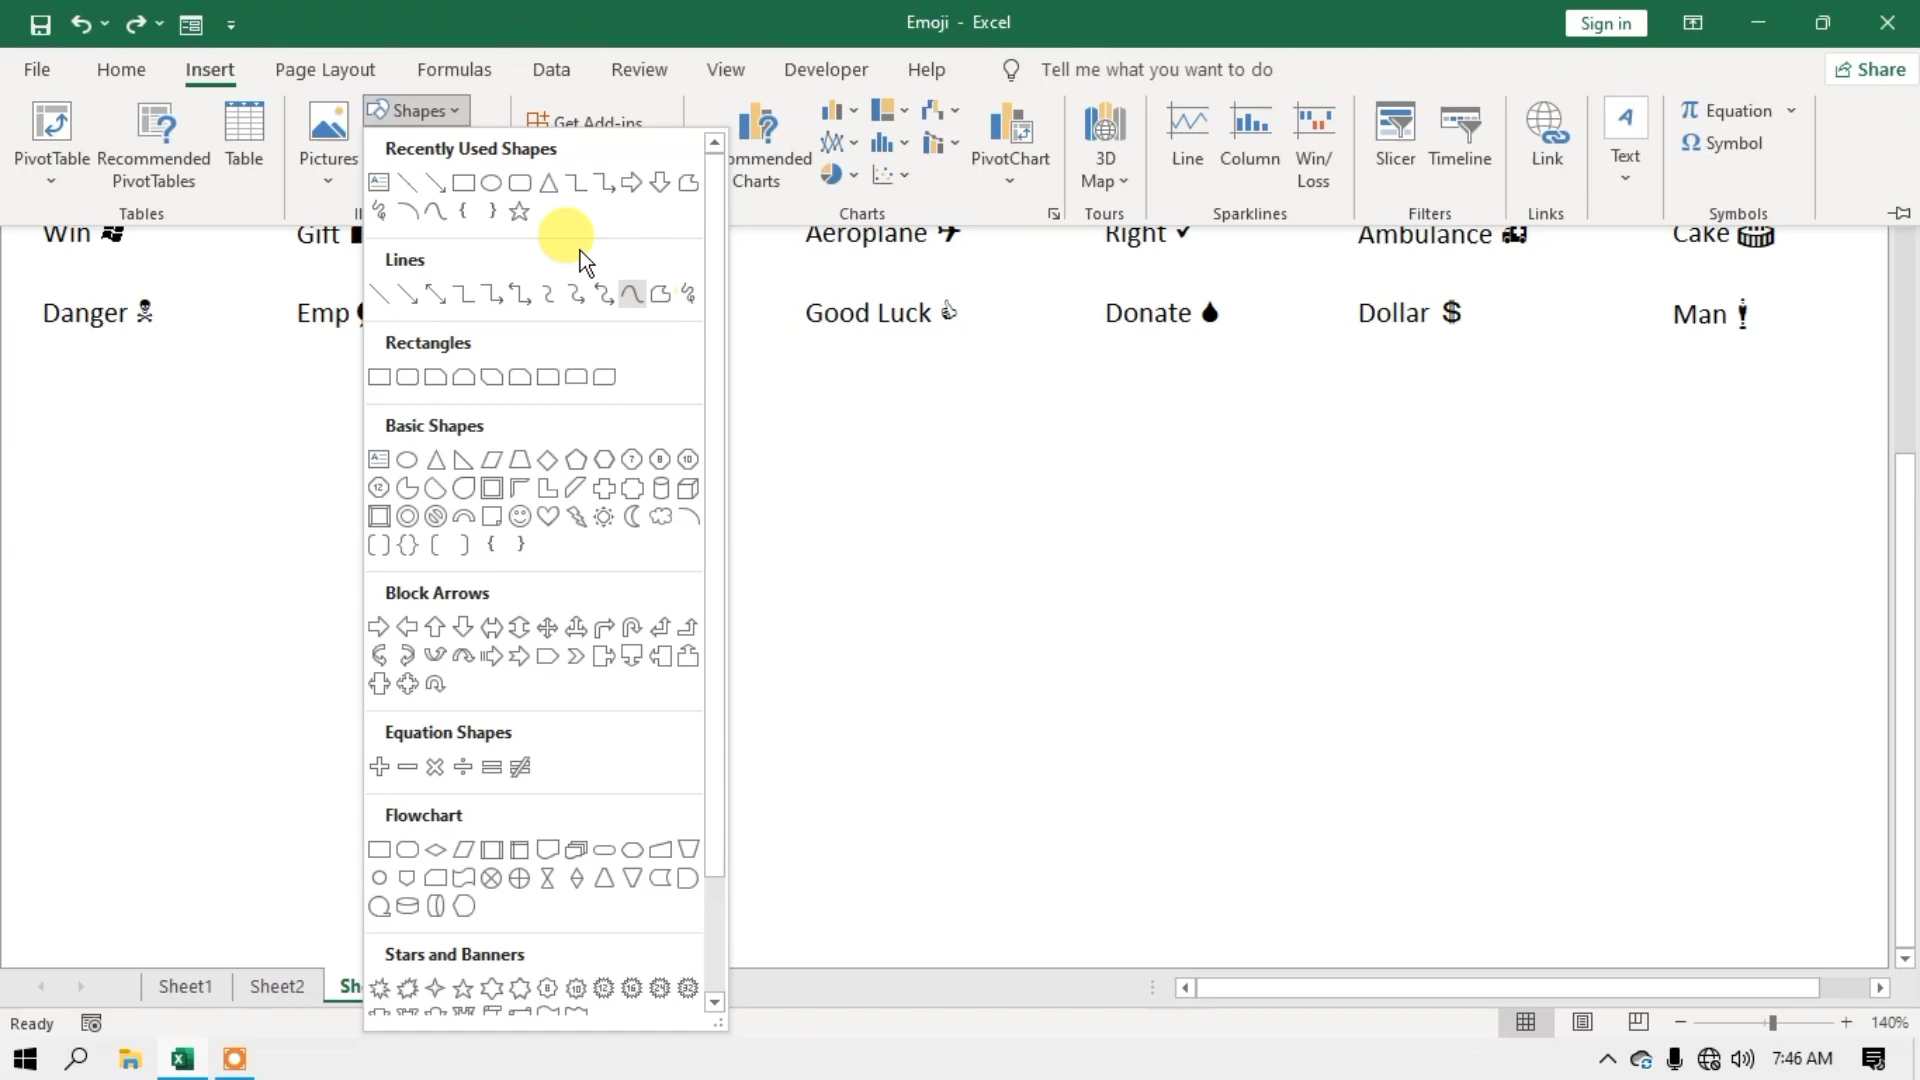 Emoji - Excel
Sign in
File Home Insert Page Layout Formulas Data Review View Developer Help Tell me what you want to do Share
Shapes
Get Add-ins
Equation
Symbol
PivotTable Recommended PivotTables Table Pictures
Charts
PivotChart
3D Map
Line Column Win/Loss
Slicer Timeline
Link
Text
Tables
Charts
Tours
Sparklines
Filters
Links
Symbols
Recently Used Shapes
Lines
Rectangles
Basic Shapes
Block Arrows
Equation Shapes
Flowchart
Stars and Banners
Win Gift Aeroplane Right Ambulance Cake
Danger Emp Good Luck Donate Dollar $ Man
Sheet1 Sheet2
Ready
140%
7:46 AM